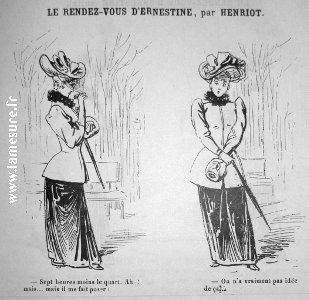 LE RENDEZ-VOUS D'ERNESTINE, par HENRIOT.
www.lamesure.fr
— Sept heures moins le quart. Ah !
mais... mais il me fait poser !
— On n'a vraiment pas idée
de ça!..